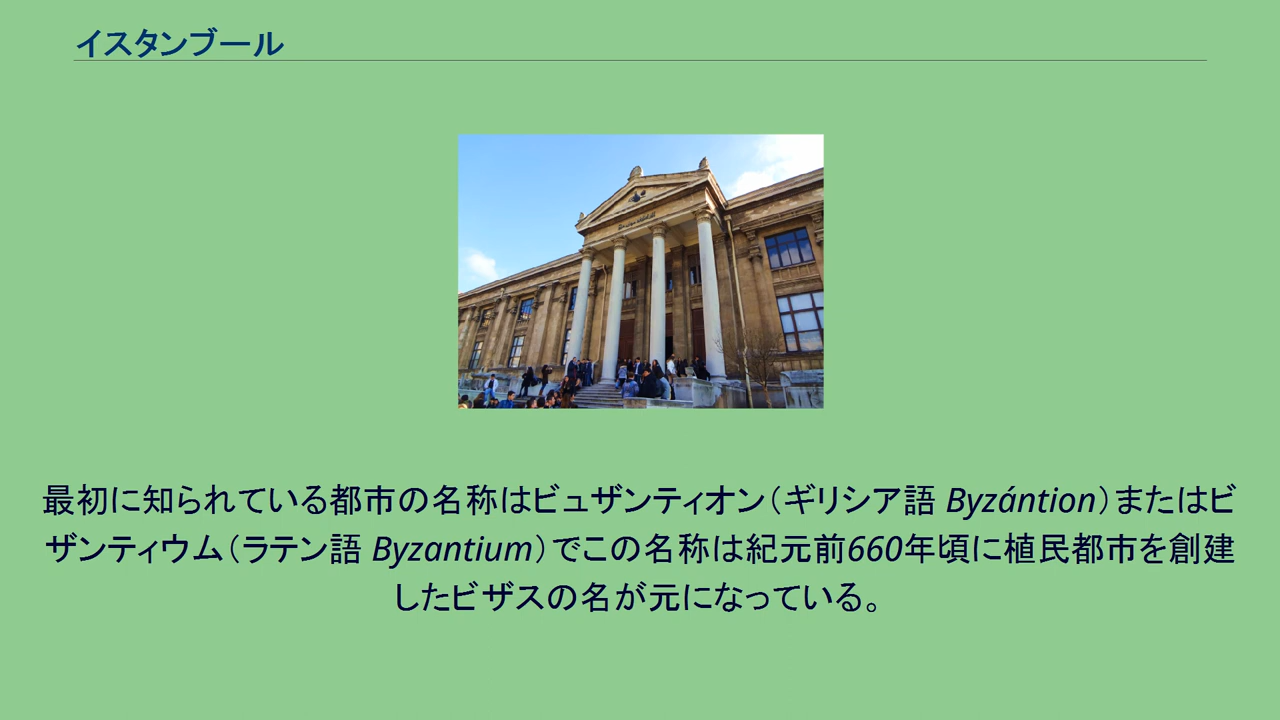 イスタンブール
最初に知られている都市の名称はビュザンティオン（ギリシア語 Byzántion）またはビ
ザンティウム（ラテン語 Byzantium）でこの名称は紀元前660年頃に植民都市を創建
したビザスの名が元になっている。